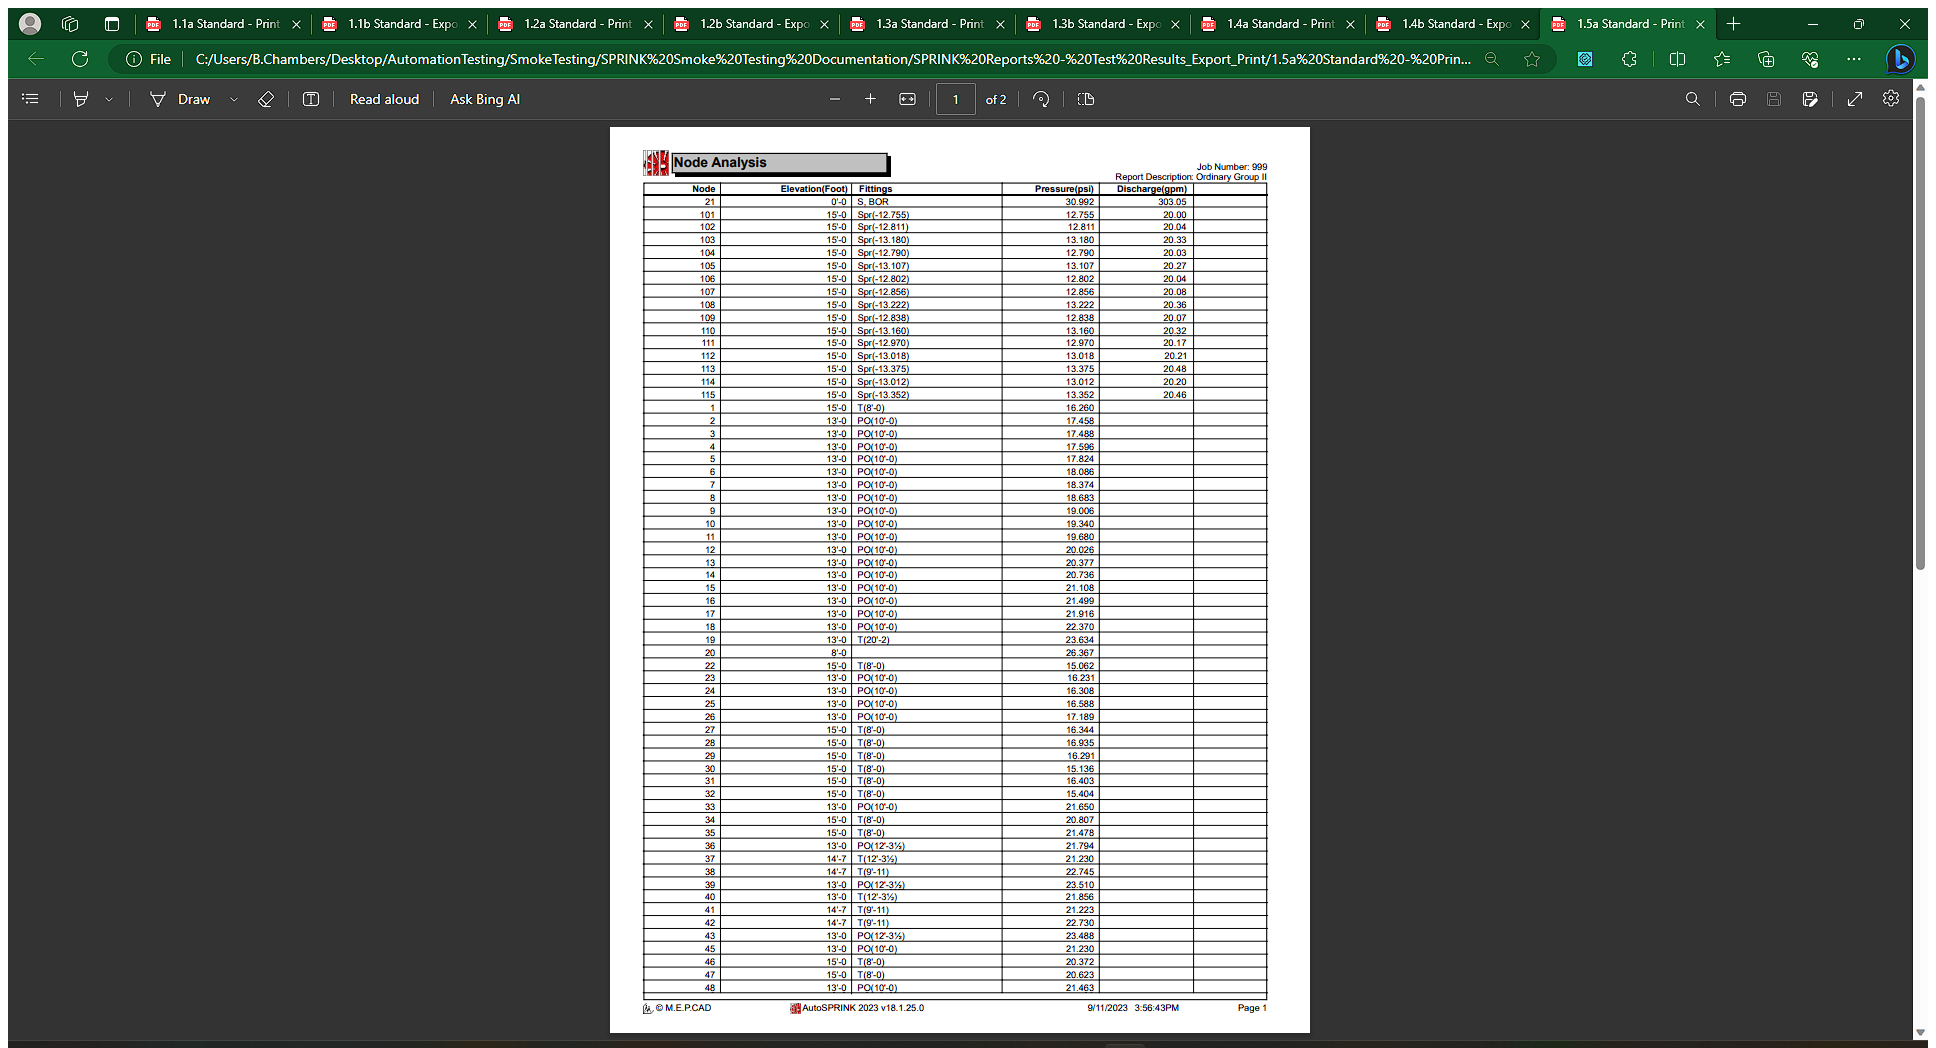 1.1a Standard - Print
1.1b Standard - Expo
1.2a Standard - Print
1.2b Standard - Expo
1.3a Standard - Print
1.3b Standard - Expo
1.4a Standard - Print
1.4b Standard - Expo
1.5a Standard - Print
File C:/Users/B.Chambers/Desktop/AutomationTesting/SmokeTesting/SPRINK%20Smoke%20Testing%20Documentation/SPRINK%20Reports%20-%20Test%20Results_Export_Print/1.5a%20Standard%20-%20Prin...
Draw Read aloud Ask Bing AI 1 of 2
Node Analysis
Job Number: 999
Report Description: Ordinary Group II
Node Elevation(Foot) Fittings Pressure(psi) Discharge(gpm)
21 0'-0 S, BOR 30.992 303.05
101 15'-0 Spr(-12.755) 12.755 20.00
102 15'-0 Spr(-12.811) 12.811 20.04
103 15'-0 Spr(-13.180) 13.180 20.33
104 15'-0 Spr(-12.790) 12.790 20.03
105 15'-0 Spr(-13.107) 13.107 20.27
106 15'-0 Spr(-12.802) 12.802 20.04
107 15'-0 Spr(-12.856) 12.856 20.08
108 15'-0 Spr(-13.222) 13.222 20.36
109 15'-0 Spr(-12.838) 12.838 20.07
110 15'-0 Spr(-13.160) 13.160 20.32
111 15'-0 Spr(-12.970) 12.970 20.17
112 15'-0 Spr(-13.018) 13.018 20.21
113 15'-0 Spr(-13.375) 13.375 20.48
114 15'-0 Spr(-13.012) 13.012 20.20
115 15'-0 Spr(-13.352) 13.352 20.46
1 15'-0 T(8'-0) 16.260
2 13'-0 PO(10'-0) 17.458
3 13'-0 PO(10'-0) 17.488
4 13'-0 PO(10'-0) 17.596
5 13'-0 PO(10'-0) 17.824
6 13'-0 PO(10'-0) 18.086
7 13'-0 PO(10'-0) 18.374
8 13'-0 PO(10'-0) 18.683
9 13'-0 PO(10'-0) 19.006
10 13'-0 PO(10'-0) 19.340
11 13'-0 PO(10'-0) 19.680
12 13'-0 PO(10'-0) 20.026
13 13'-0 PO(10'-0) 20.377
14 13'-0 PO(10'-0) 20.736
15 13'-0 PO(10'-0) 21.108
16 13'-0 PO(10'-0) 21.499
17 13'-0 PO(10'-0) 21.916
18 13'-0 PO(10'-0) 22.370
19 13'-0 T(20'-2) 23.634
20 8'-0 26.367
22 15'-0 T(8'-0) 15.062
23 13'-0 PO(10'-0) 16.231
24 13'-0 PO(10'-0) 16.308
25 13'-0 PO(10'-0) 16.588
26 13'-0 PO(10'-0) 17.189
27 15'-0 T(8'-0) 16.344
28 15'-0 T(8'-0) 16.935
29 15'-0 T(8'-0) 16.291
30 15'-0 T(8'-0) 15.136
31 15'-0 T(8'-0) 16.403
32 15'-0 T(8'-0) 15.404
33 13'-0 PO(10'-0) 21.650
34 15'-0 T(8'-0) 20.807
35 15'-0 T(8'-0) 21.478
36 13'-0 PO(12'-3½) 21.794
37 14'-7 T(12'-3½) 21.230
38 14'-7 T(9'-11) 22.745
39 13'-0 PO(12'-3½) 23.510
40 13'-0 T(12'-3½) 21.856
41 14'-7 T(9'-11) 21.223
42 14'-7 T(9'-11) 22.730
43 13'-0 PO(12'-3½) 23.488
45 13'-0 PO(10'-0) 21.230
46 15'-0 T(8'-0) 20.372
47 15'-0 T(8'-0) 20.623
48 13'-0 PO(10'-0) 21.463
© M.E.P.CAD AutoSPRINK 2023 v18.1.25.0 9/11/2023 3:56:43PM Page 1